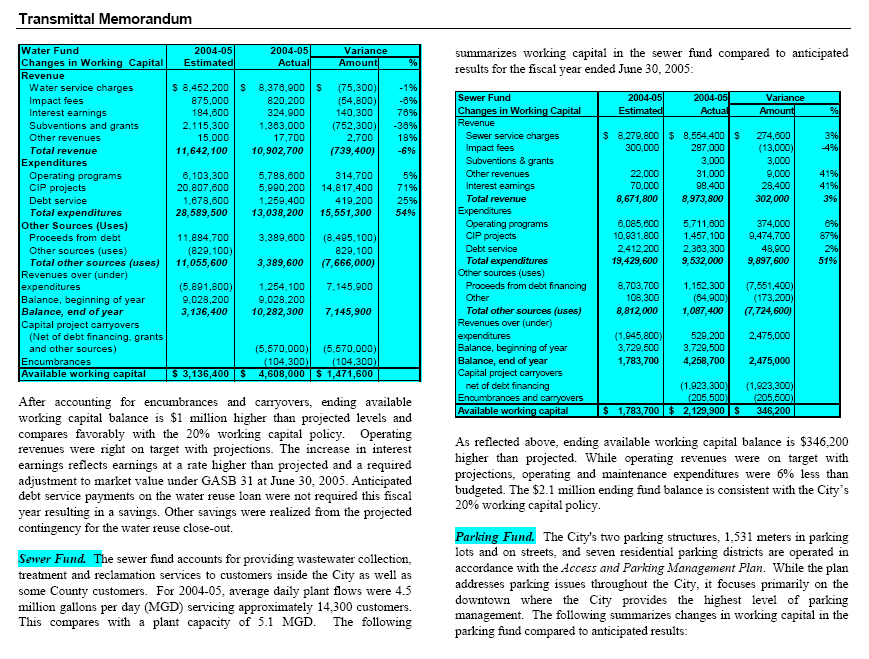 Transmittal Memorandum
Water Fund 2004-05 2004-05 Variance
Changes in Working Capital Estimated Actual Amount %
Revenue
Water service charges $ 8,452,200 $ 8,376,900 $ (75,300) -1%
Impact fees 875,000 820,200 (54,800) -6%
Interest earnings 184,600 324,900 140,300 76%
Subventions and grants 2,115,300 1,363,000 (752,300) -36%
Other revenues 15,000 17,700 2,700 18%
Total revenue 11,642,100 10,902,700 (739,400) -6%
Expenditures
Operating programs 6,103,300 5,788,600 314,700 5%
CIP projects 20,807,600 5,990,200 14,817,400 71%
Debt service 1,678,600 1,259,400 419,200 25%
Total expenditures 28,589,500 13,038,200 15,551,300 54%
Other Sources (Uses)
Proceeds from debt 11,884,700 3,389,600 (8,495,100)
Other sources (uses) (829,100) 829,100
Total other sources (uses) 11,055,600 3,389,600 (7,666,000)
Revenues over (under)
expenditures (5,891,800) 1,254,100 7,145,900
Balance, beginning of year 9,028,200 9,028,200
Balance, end of year 3,136,400 10,282,300 7,145,900
Capital project carryovers
(Net of debt financing, grants
and other sources) (5,570,000) (5,570,000)
Encumbrances (104,300) (104,300)
Available working capital $ 3,136,400 $ 4,608,000 $ 1,471,600
After accounting for encumbrances and carryovers, ending available
working capital balance is $1 million higher than projected levels and
compares favorably with the 20% working capital policy. Operating
revenues were right on target with projections. The increase in interest
earnings reflects earnings at a rate higher than projected and a required
adjustment to market value under GASB 31 at June 30, 2005. Anticipated
debt service payments on the water reuse loan were not required this fiscal
year resulting in a savings. Other savings were realized from the projected
contingency for the water reuse close-out.
Sewer Fund. The sewer fund accounts for providing wastewater collection,
treatment and reclamation services to customers inside the City as well as
some County customers. For 2004-05, average daily plant flows were 4.5
million gallons per day (MGD) servicing approximately 14,300 customers.
This compares with a plant capacity of 5.1 MGD. The following
summarizes working capital in the sewer fund compared to anticipated
results for the fiscal year ended June 30, 2005:
Sewer Fund 2004-05 2004-05 Variance
Changes in Working Capital Estimated Actual Amount %
Revenue
Sewer service charges $ 8,279,800 $ 8,554,400 $ 274,600 3%
Impact fees 300,000 287,000 (13,000) -4%
Subventions & grants 3,000 3,000
Other revenues 22,000 31,000 9,000 41%
Interest earnings 70,000 98,400 28,400 41%
Total revenue 8,671,800 8,973,800 302,000 3%
Expenditures
Operating programs 6,085,600 5,711,600 374,000 6%
CIP projects 10,931,800 1,457,100 9,474,700 87%
Debt service 2,412,200 2,363,300 48,900 2%
Total expenditures 19,429,600 9,532,000 9,897,600 51%
Other sources (uses)
Proceeds from debt financing 8,703,700 1,152,300 (7,551,400)
Other 108,300 (64,900) (173,200)
Total other sources (uses) 8,812,000 1,087,400 (7,724,600)
Revenues over (under)
expenditures (1,945,800) 529,200 2,475,000
Balance, beginning of year 3,729,500 3,729,500
Balance, end of year 1,783,700 4,258,700 2,475,000
Capital project carryovers
net of debt financing (1,923,300) (1,923,300)
Encumbrances and carryovers (205,500) (205,500)
Available working capital $ 1,783,700 $ 2,129,900 $ 346,200
As reflected above, ending available working capital balance is $346,200
higher than projected. While operating revenues were on target with
projections, operating and maintenance expenditures were 6% less than
budgeted. The $2.1 million ending fund balance is consistent with the City's
20% working capital policy.
Parking Fund. The City's two parking structures, 1,531 meters in parking
lots and on streets, and seven residential parking districts are operated in
accordance with the Access and Parking Management Plan. While the plan
addresses parking issues throughout the City, it focuses primarily on the
downtown where the City provides the highest level of parking
management. The following summarizes changes in working capital in the
parking fund compared to anticipated results: